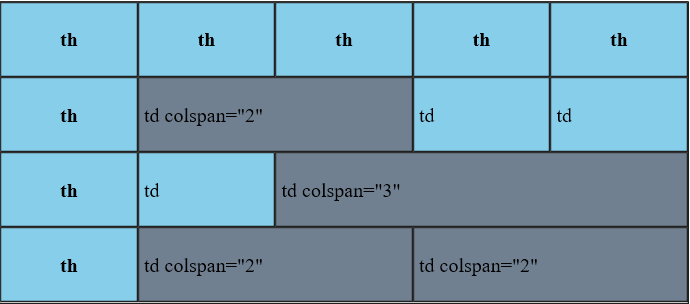 th th th th th
th td colspan="2" td td
th td td colspan="3"
th td colspan="2" td colspan="2"